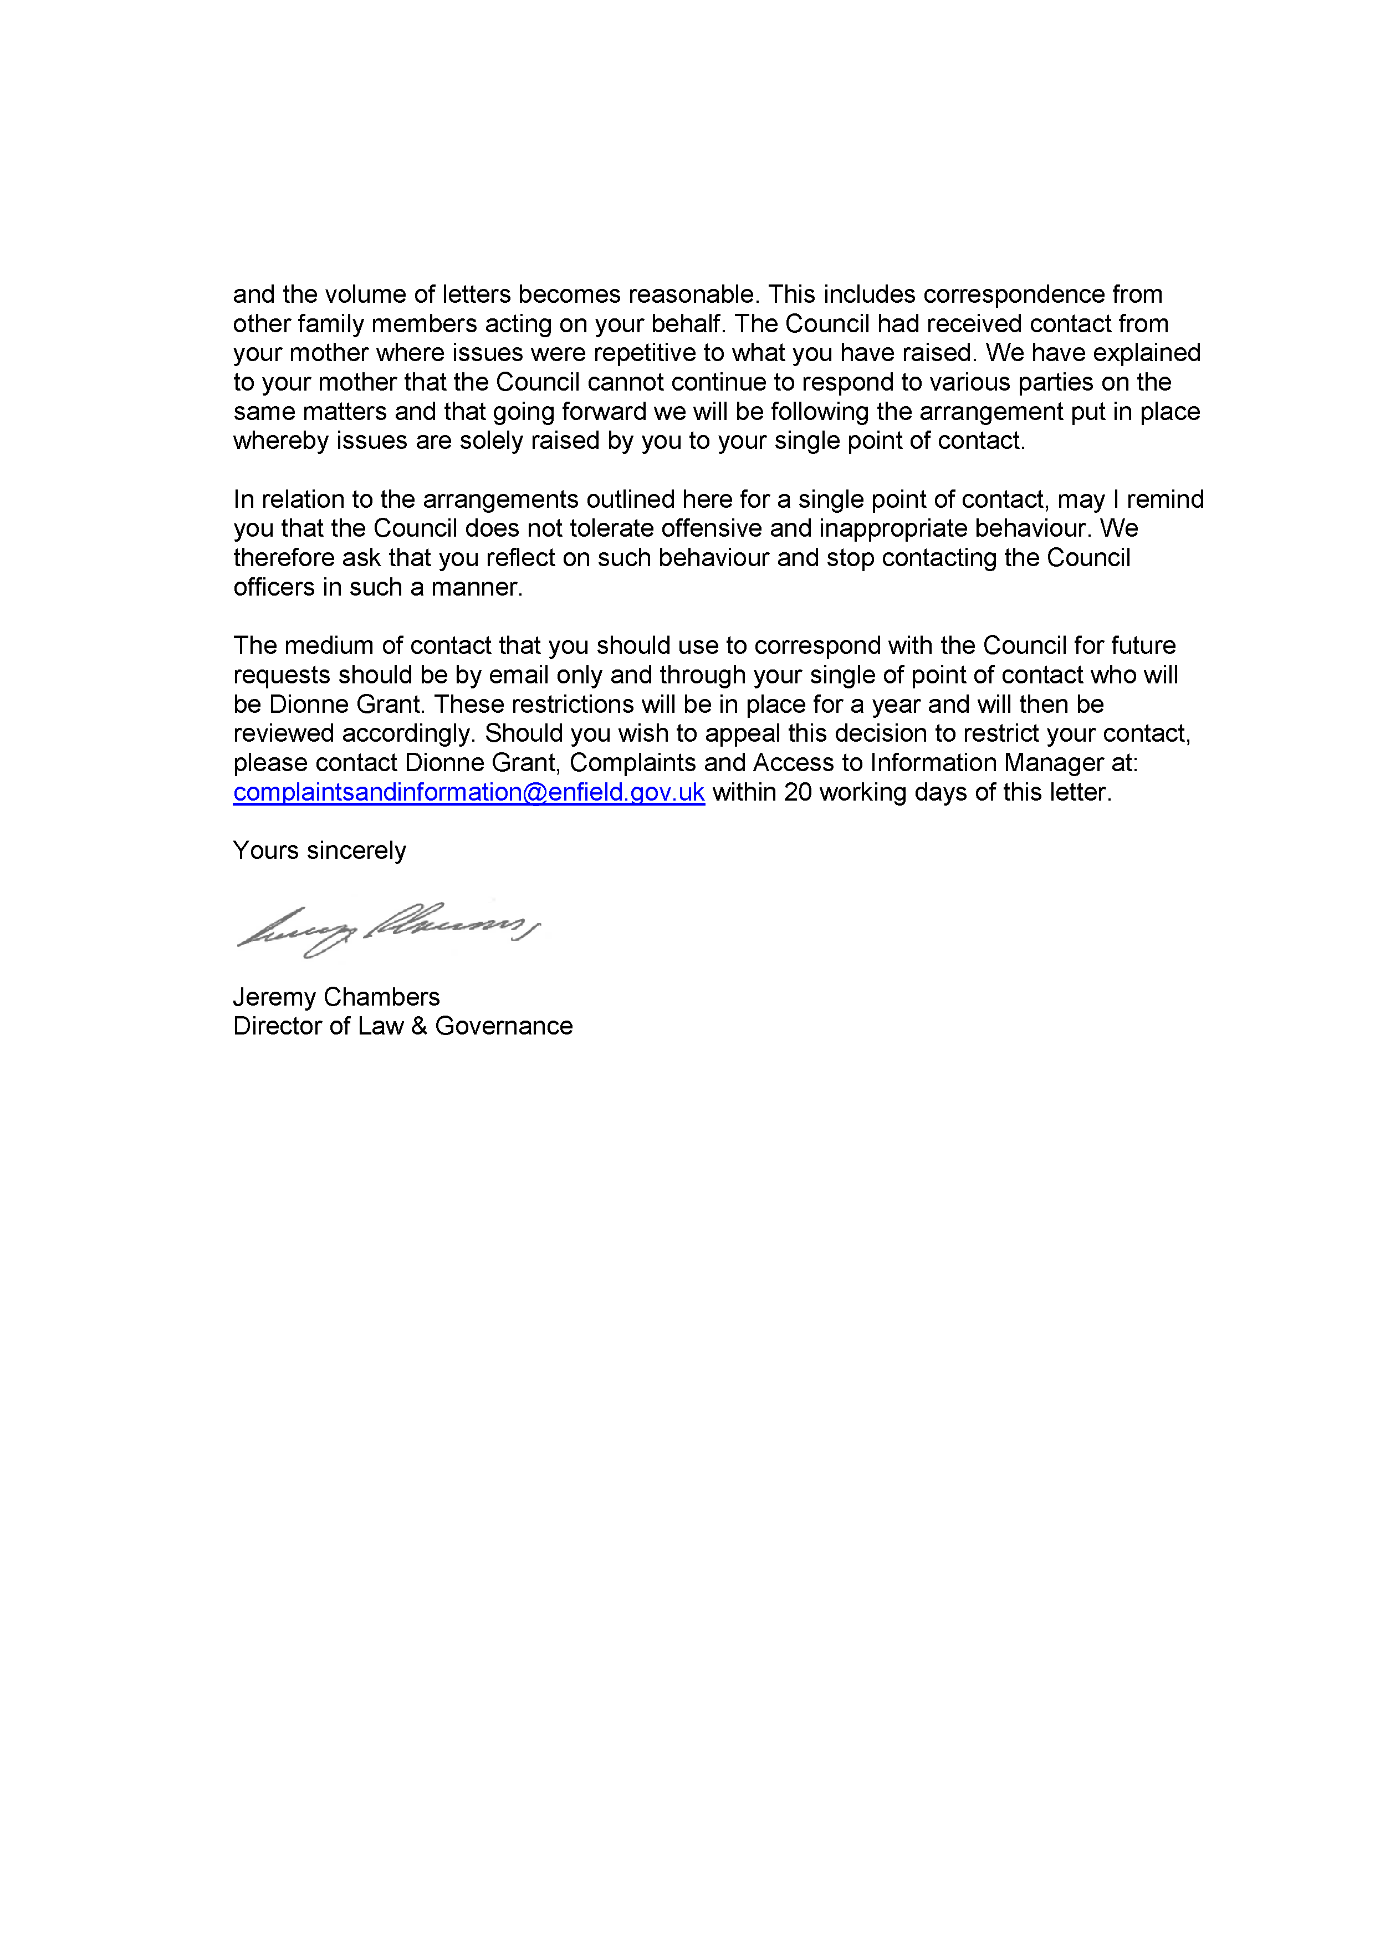 and the volume of letters becomes reasonable. This includes correspondence from
other family members acting on your behalf. The Council had received contact from
your mother where issues were repetitive to what you have raised. We have explained
to your mother that the Council cannot continue to respond to various parties on the
same matters and that going forward we will be following the arrangement put in place
whereby issues are solely raised by you to your single point of contact.
In relation to the arrangements outlined here for a single point of contact, may I remind
you that the Council does not tolerate offensive and inappropriate behaviour. We
therefore ask that you reflect on such behaviour and stop contacting the Council
officers in such a manner.
The medium of contact that you should use to correspond with the Council for future
requests should be by email only and through your single of point of contact who will
be Dionne Grant. These restrictions will be in place for a year and will then be
reviewed accordingly. Should you wish to appeal this decision to restrict your contact,
please contact Dionne Grant, Complaints and Access to Information Manager at:
complaintsandinformation@enfield.gov.uk within 20 working days of this letter.
Yours sincerely
Jeremy Chambers
Director of Law & Governance